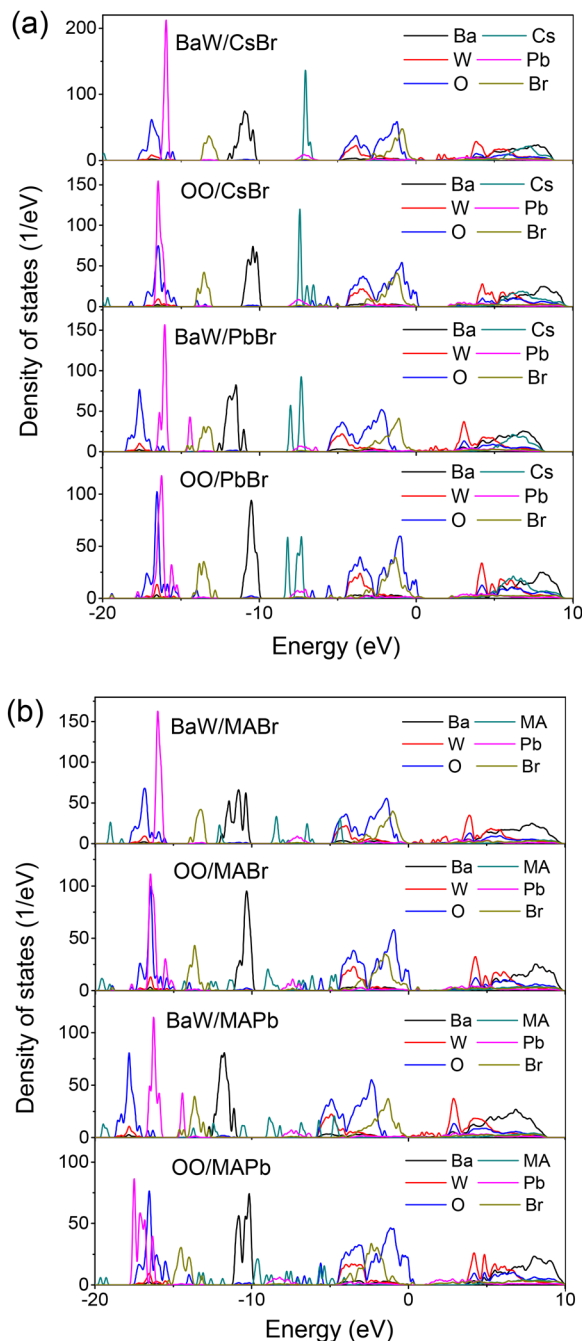 (a)
BaW/CsBr
Ba Cs
W Pb
O Br
200
100
0
OO/CsBr
Ba Cs
W Pb
O Br
150
100
50
0
BaW/PbBr
Ba Cs
W Pb
O Br
150
100
50
0
OO/PbBr
Ba Cs
W Pb
O Br
150
100
50
0
Density of states (1/eV)
-20 -10 0 10
Energy (eV)
(b)
BaW/MABr
Ba MA
W Pb
O Br
150
100
50
0
OO/MABr
Ba MA
W Pb
O Br
100
50
0
BaW/MAPb
Ba MA
W Pb
O Br
100
50
0
OO/MAPb
Ba MA
W Pb
O Br
100
50
0
Density of states (1/eV)
-20 -10 0 10
Energy (eV)